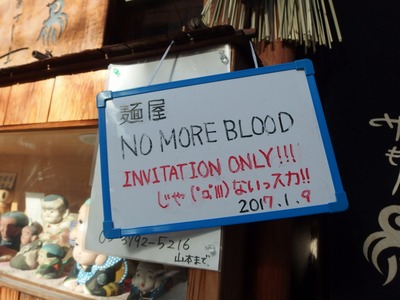 麺屋
NO MORE BLOOD
INVITATION ONLY!!!
じゃ(°Д°lll)ないっスカ!!
2017.1.9
3792-5216
山本まで